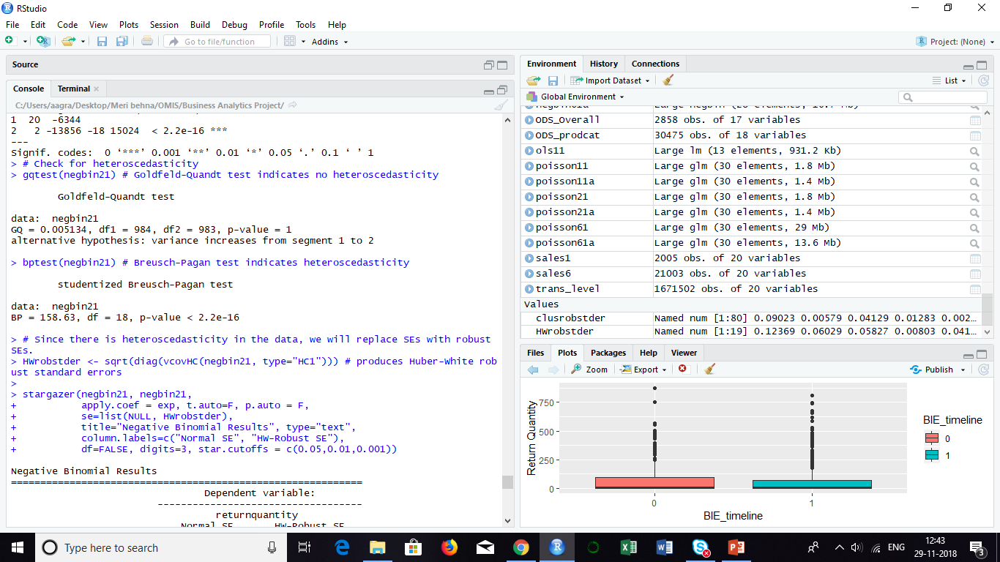 RStudio
File Edit Code View Plots Session Build Debug Profile Tools Help
Go to file/function Addins Project: (None)
Source
Console Terminal
C:/Users/aagra/Desktop/Meri behna/OMIS/Business Analytics Project/
1 20 -6344
2 2 -13856 -18 15024 < 2.2e-16 ***
---
Signif. codes: 0 ‘***’ 0.001 ‘**’ 0.01 ‘*’ 0.05 ‘.’ 0.1 ‘ ’ 1
> # Check for heteroscedasticity
> gqtest(negbin21) # Goldfeld-Quandt test indicates no heteroscedasticity
Goldfeld-Quandt test
data: negbin21
GQ = 0.005134, df1 = 984, df2 = 983, p-value = 1
alternative hypothesis: variance increases from segment 1 to 2
> bptest(negbin21) # Breusch-Pagan test indicates heteroscedasticity
studentized Breusch-Pagan test
data: negbin21
BP = 158.63, df = 18, p-value < 2.2e-16
> # Since there is heteroscedasticity in the data, we will replace SEs with robust
SEs.
> HWrobstder <- sqrt(diag(vcovHC(negbin21, type="HC1"))) # produces Huber-White rob
ust standard errors
>
> stargazer(negbin21, negbin21,
+ apply.coef = exp, t.auto=F, p.auto = F,
+ se=list(NULL, HWrobstder),
+ title="Negative Binomial Results", type="text",
+ column.labels=c("Normal SE", "HW-Robust SE"),
+ df=FALSE, digits=3, star.cutoffs = c(0.05,0.01,0.001))
Negative Binomial Results
=========================================================
Dependent variable:
-----------------------------------
returnquantity
Normal SE HW-Robust SE
Environment History Connections
Import Dataset List
Global Environment
ODS_Overall 2858 obs. of 17 variables
ODS_prodcat 30475 obs. of 18 variables
ols11 Large lm (13 elements, 931.2 Kb)
poisson11 Large glm (30 elements, 1.8 Mb)
poisson11a Large glm (30 elements, 1.4 Mb)
poisson21 Large glm (30 elements, 1.8 Mb)
poisson21a Large glm (30 elements, 1.4 Mb)
poisson61 Large glm (30 elements, 29 Mb)
poisson61a Large glm (30 elements, 13.6 Mb)
sales1 2005 obs. of 20 variables
sales6 21003 obs. of 20 variables
trans_level 1671502 obs. of 20 variables
Values
clusrobstder Named num [1:80] 0.09023 0.00579 0.04129 0.01283 0.002…
HWrobstder Named num [1:19] 0.12369 0.06029 0.05827 0.00803 0.041…
Files Plots Packages Help Viewer
Zoom Export Publish
Return Quantity
750
500
250
0
0 1
BIE_timeline
BIE_timeline
0
1
Type here to search
ENG
12:43
29-11-2018
3